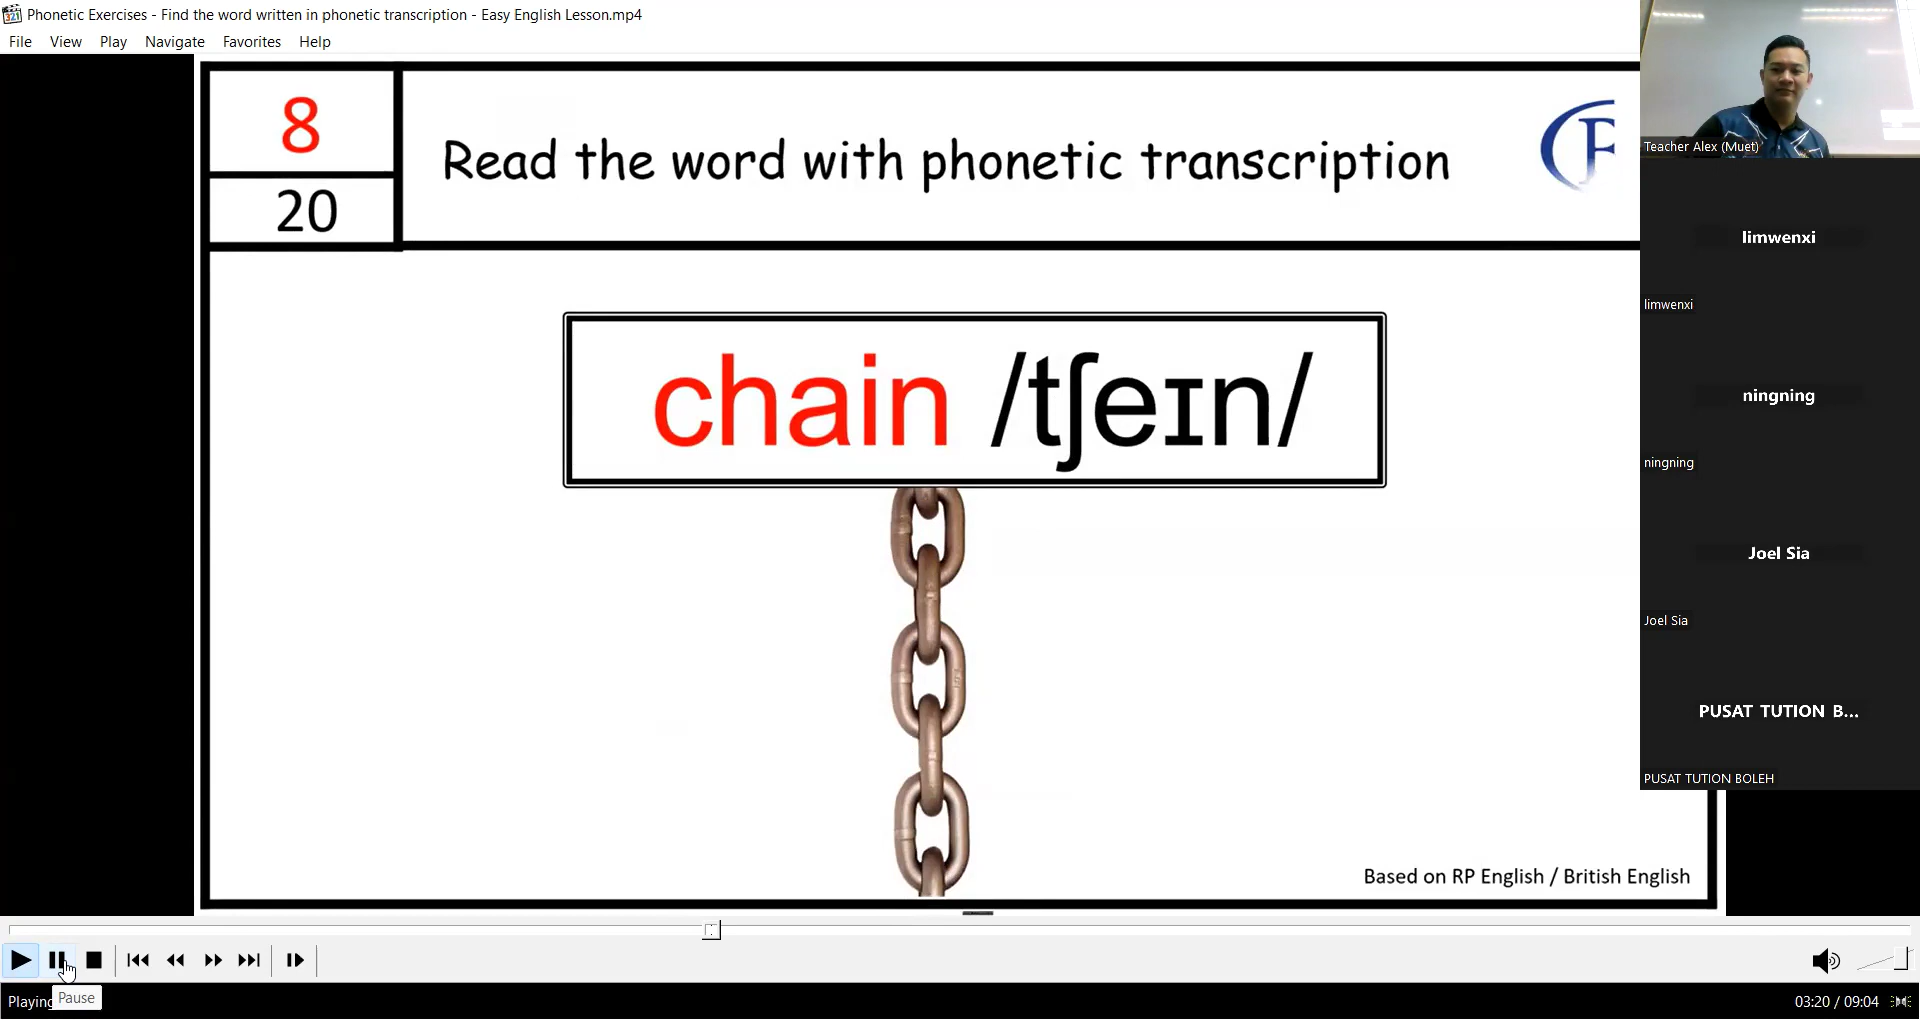 Phonetic Exercises - Find the word written in phonetic transcription - Easy English Lesson.mp4
File View Play Navigate Favorites Help
8
20
Read the word with phonetic transcription
chain /tʃeɪn/
Based on RP English / British English
Teacher Alex (Muet)
limwenxi
limwenxi
ningning
ningning
Joel Sia
Joel Sia
PUSAT TUTION B...
PUSAT TUTION BOLEH
Playing
Pause
03:20 / 09:04